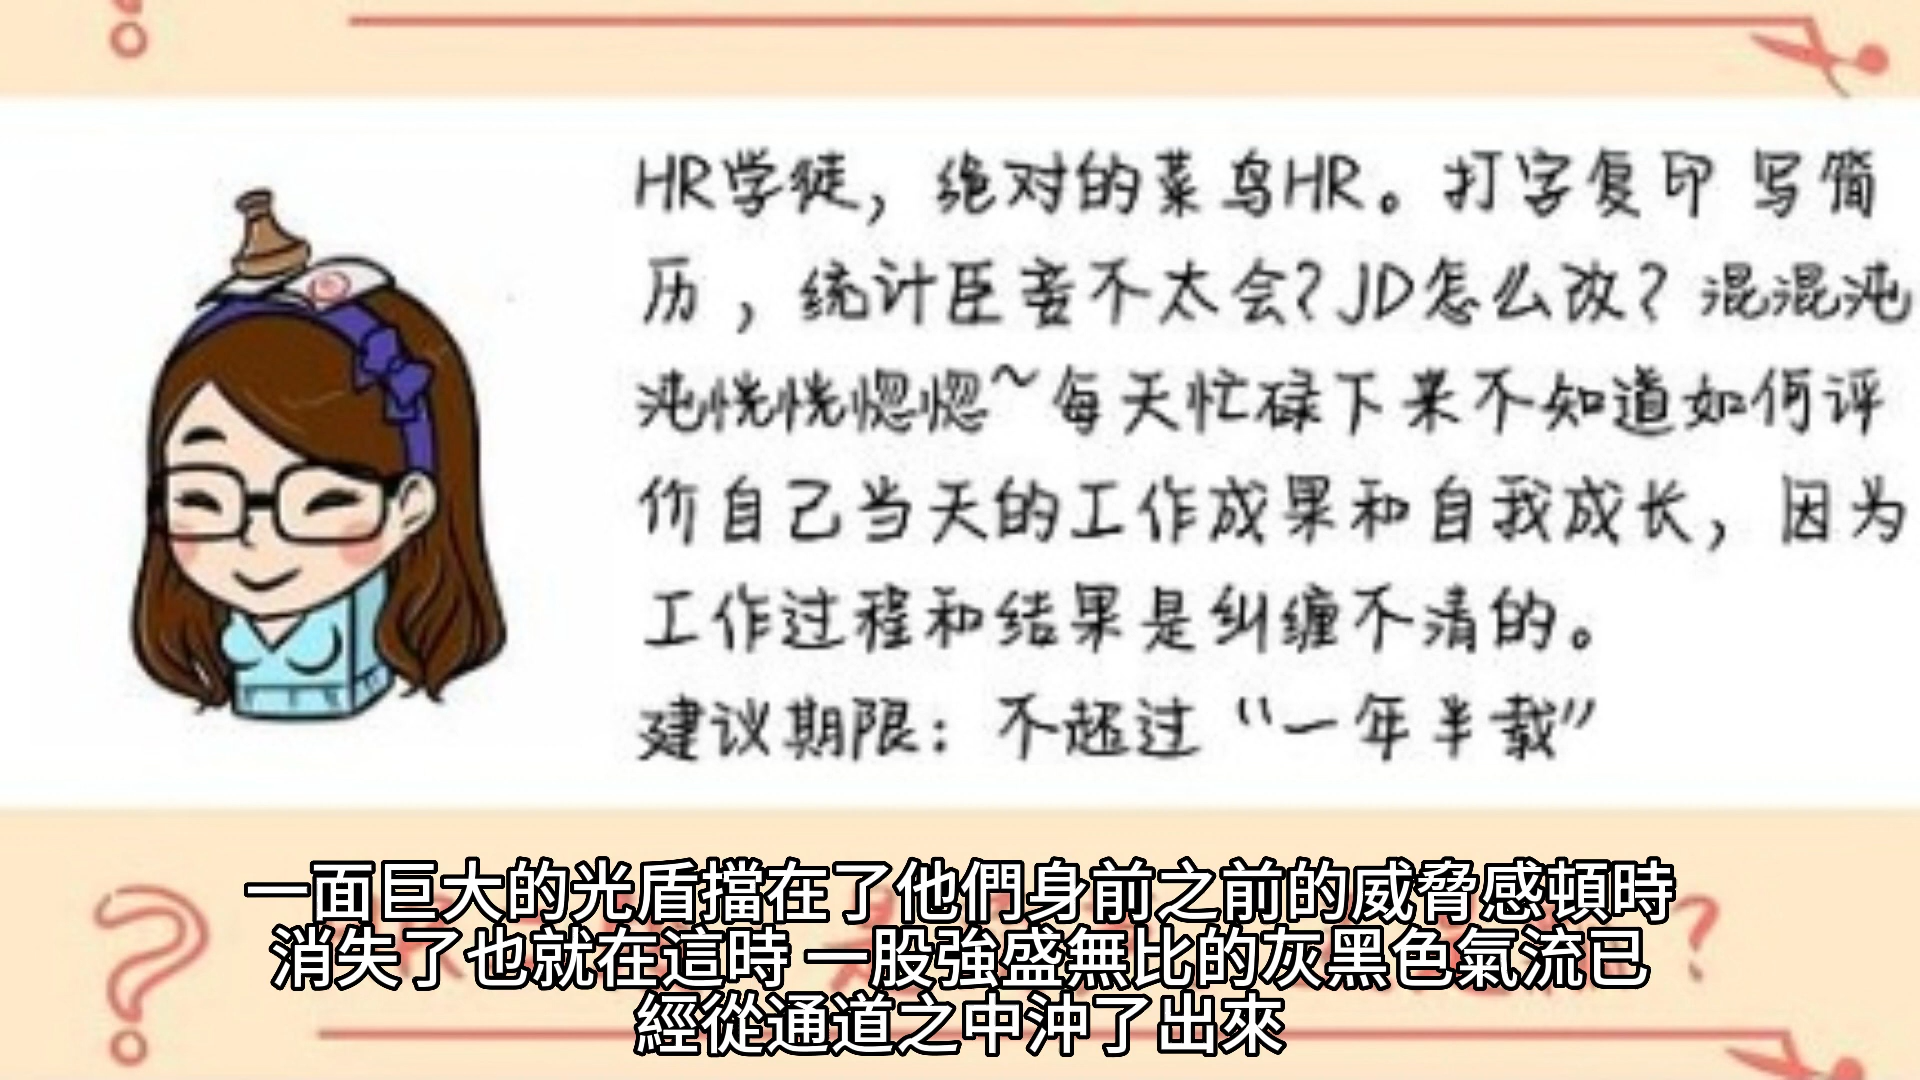 HR学徒，绝对的菜鸟HR。打字复印 写简
历，统计臣妾不太会？JD怎么改？混混沌
沌恍恍惚惚~每天忙碌下来不知道如何评
价自己当天的工作成果和自我成长，因为
工作过程和结果是纠缠不清的。
建议期限：不超过“一年半载”
一面巨大的光盾擋在了他們身前之前的威脅感頓時
消失了也就在這時 一股強盛無比的灰黑色氣流已
經從通道之中沖了出來